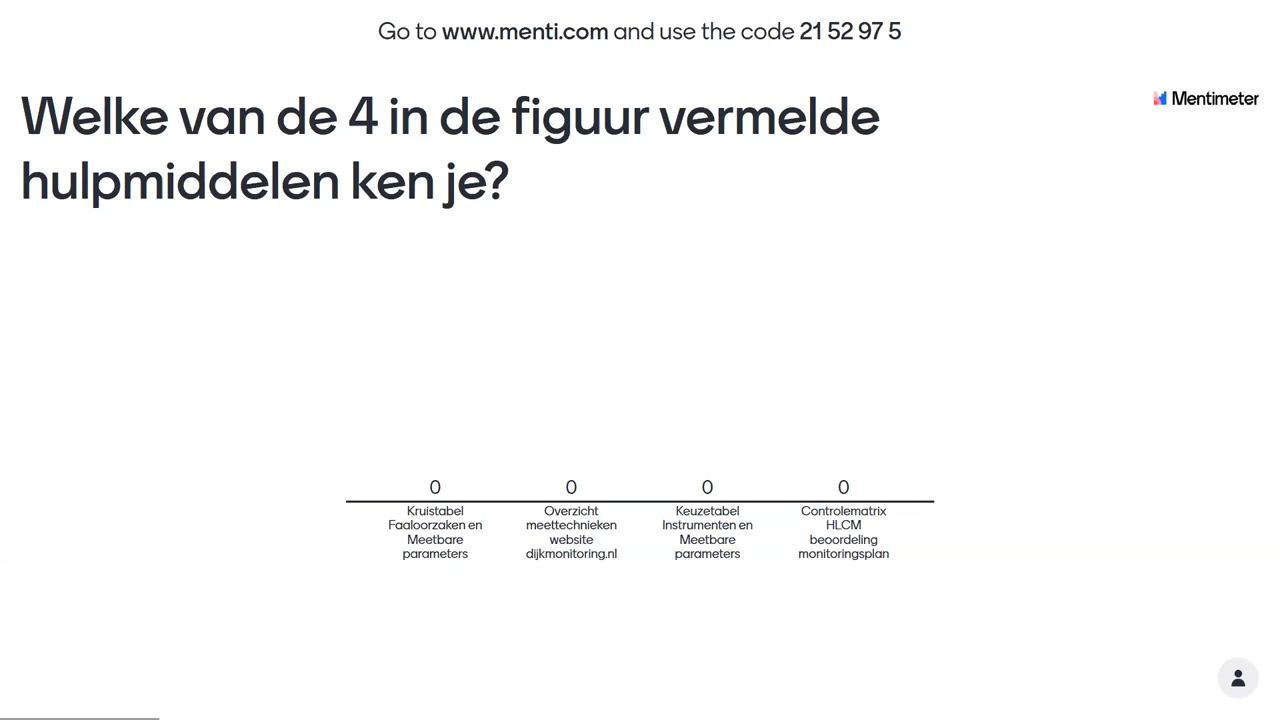 Go to www.menti.com and use the code 21 52 97 5
Welke van de 4 in de figuur vermelde
hulpmiddelen ken je?
Mentimeter
0 0 0 0
Kruistabel
Faaloorzaken en
Meetbare
parameters
Overzicht
meettechnieken
website
dijkmonitoring.nl
Keuzetabel
Instrumenten en
Meetbare
parameters
Controlematrix
HLCM
beoordeling
monitoringsplan